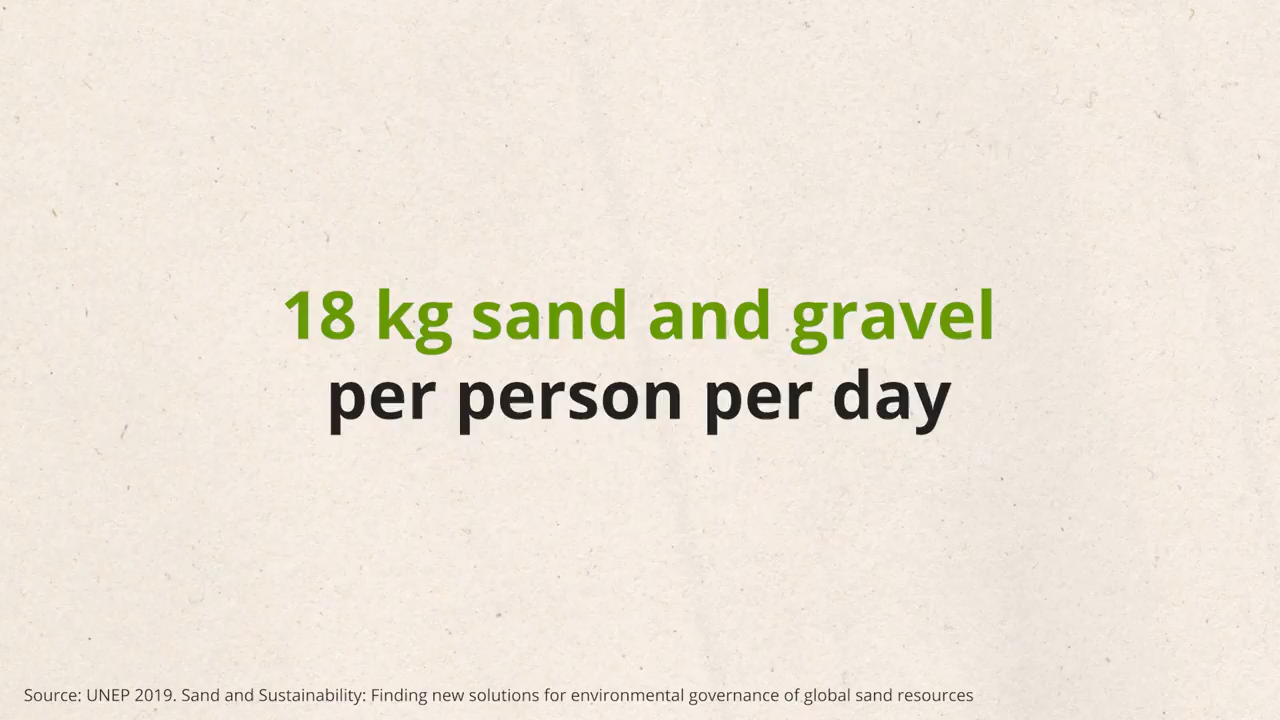 18 kg sand and gravel
per person per day
Source: UNEP 2019. Sand and Sustainability: Finding new solutions for environmental governance of global sand resources